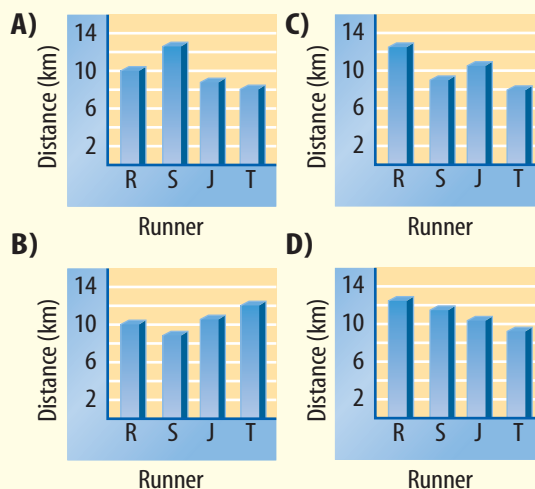 A)
Distance (km)
14
10
6
2
R S J T
Runner
C)
Distance (km)
14
10
6
2
R S J T
Runner
B)
Distance (km)
14
10
6
2
R S J T
Runner
D)
Distance (km)
14
10
6
2
R S J T
Runner